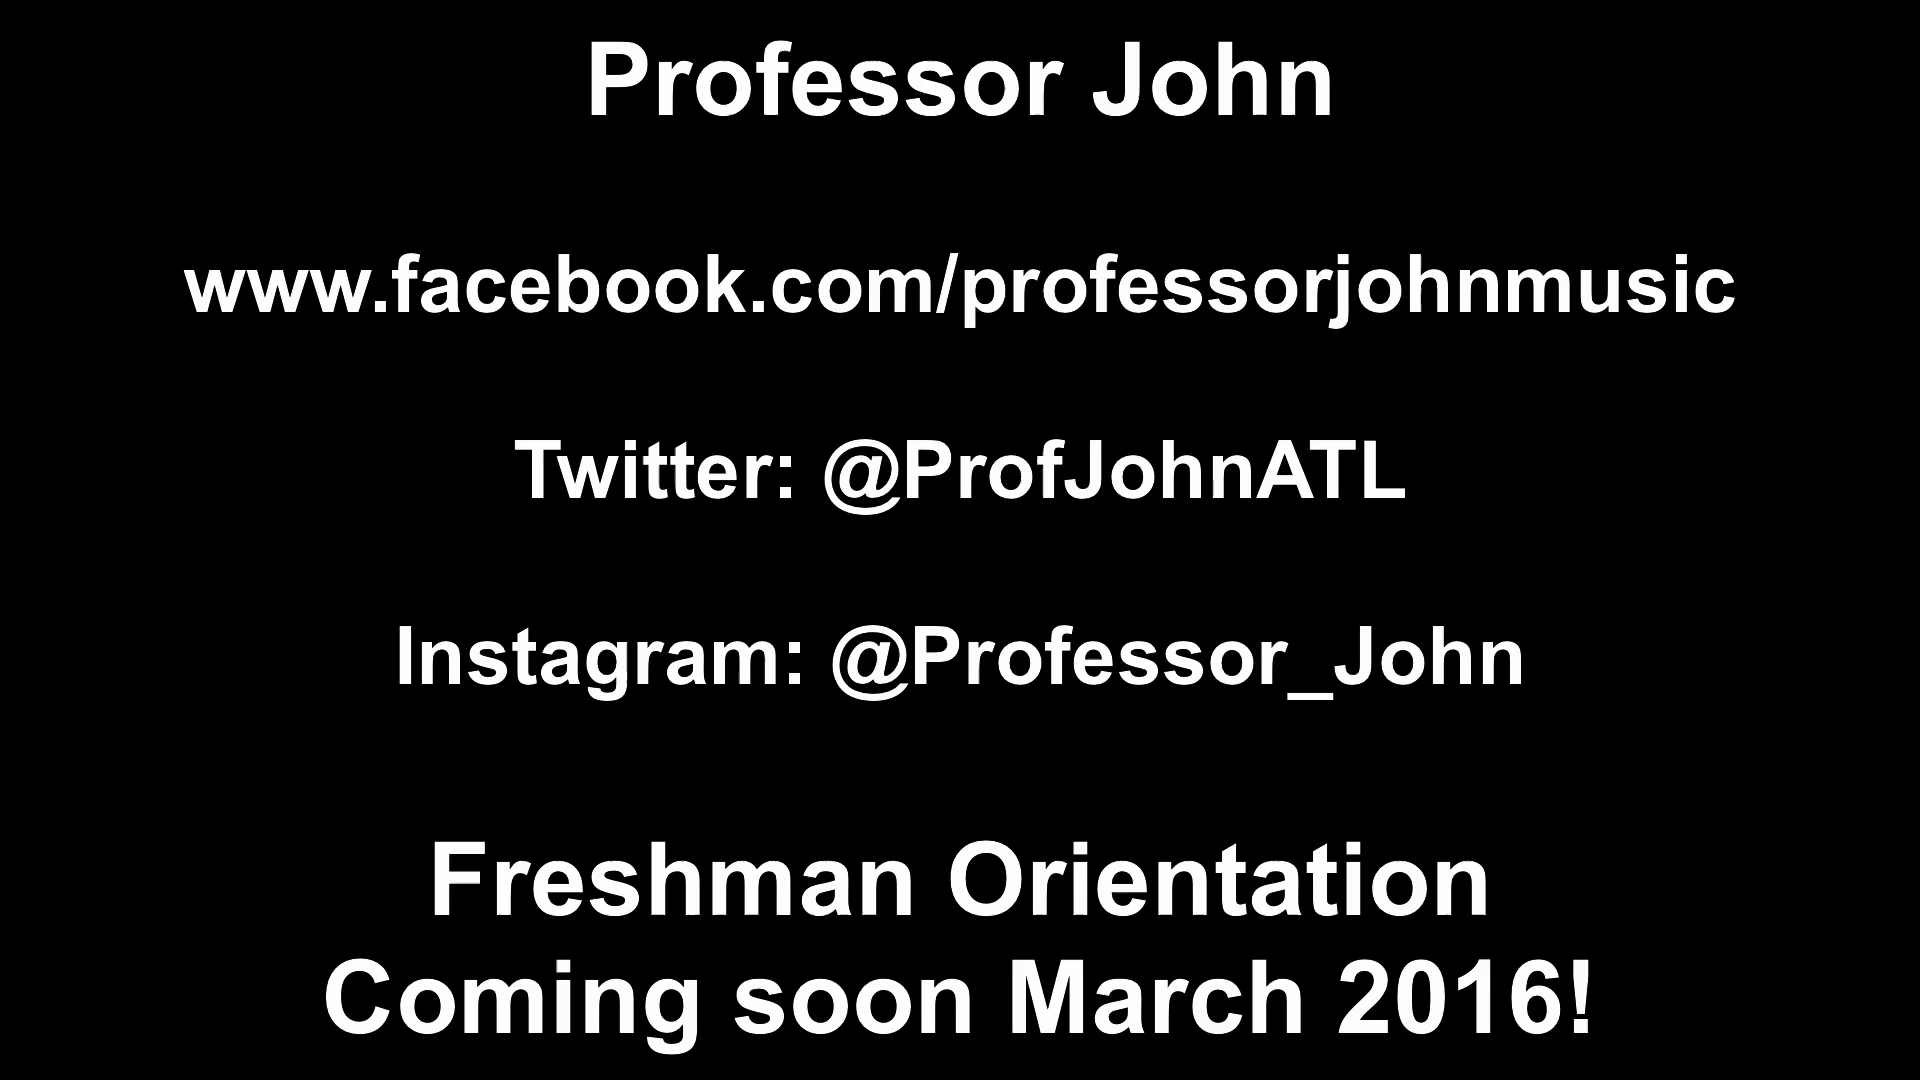 Professor John
www.facebook.com/professorjohnmusic
Twitter: @ProfJohnATL
Instagram: @Professor_John
Freshman Orientation
Coming soon March 2016!